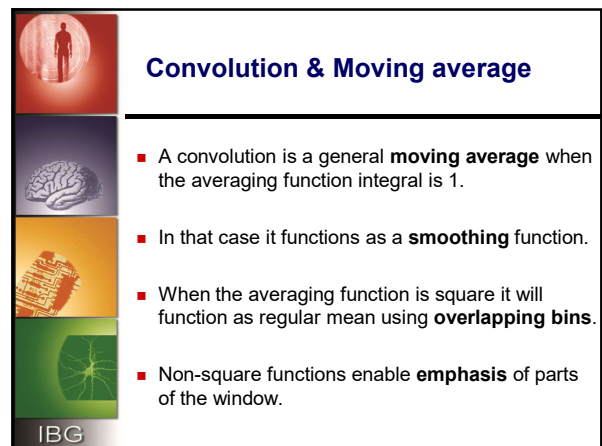 Convolution & Moving average
A convolution is a general moving average when
the averaging function integral is 1.
In that case it functions as a smoothing function.
When the averaging function is square it will
function as regular mean using overlapping bins.
Non-square functions enable emphasis of parts
of the window.
IBG